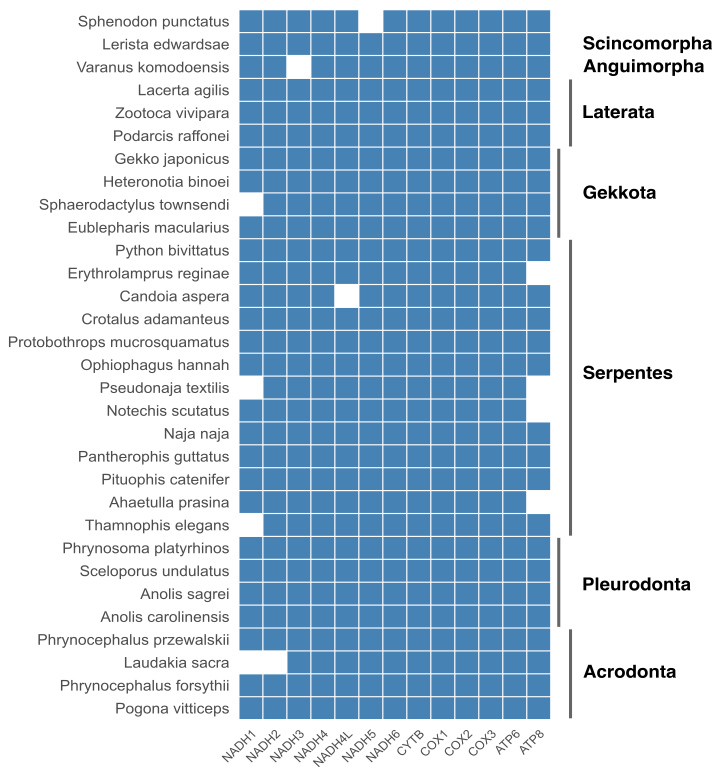 Sphenodon punctatus
Lerista edwardsae
Scincomorpha
Varanus komodoensis
Anguimorpha
Lacerta agilis
Zootoca vivipara
Laterata
Podarcis raffonei
Gekko japonicus
Heteronotia binoei
Gekkota
Sphaerodactylus townsendi
Eublepharis macularius
Python bivittatus
Erythrolamprus reginae
Candoia aspera
Crotalus adamanteus
Protobothrops mucrosquamatus
Ophiophagus hannah
Serpentes
Pseudonaja textilis
Notechis scutatus
Naja naja
Pantherophis guttatus
Pituophis catenifer
Ahaetulla prasina
Thamnophis elegans
Phrynosoma platyrhinos
Sceloporus undulatus
Pleurodonta
Anolis sagrei
Anolis carolinensis
Phrynocephalus przewalskii
Laudakia sacra
Acrodonta
Phrynocephalus forsythii
Pogona vitticeps
NADH1 NADH2 NADH3 NADH4 NADH4L NADH5 NADH6 CYTB COX1 COX2 COX3 ATP6 ATP8